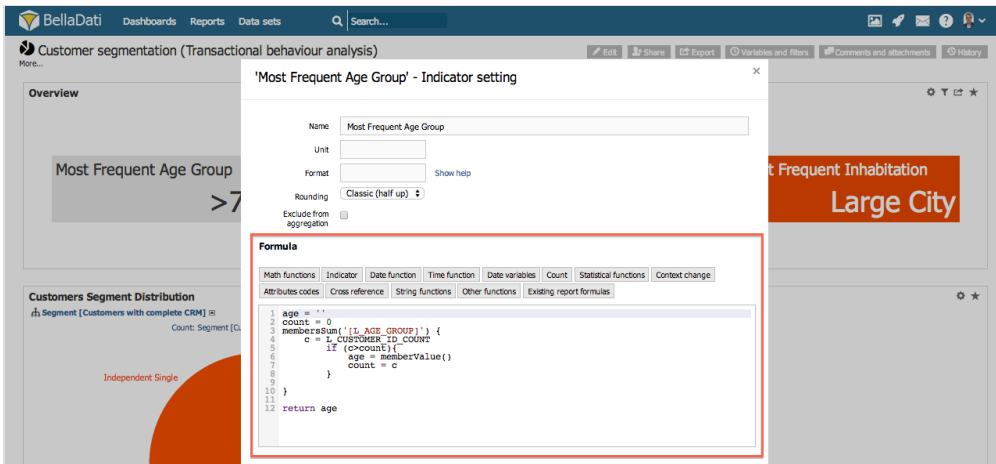 BellaDati Dashboards Reports Data sets Search...
Customer segmentation (Transactional behaviour analysis) Edit Share Export Variables and filters Comments and attachments History
More...
'Most Frequent Age Group' - Indicator setting ×
Overview
Name Most Frequent Age Group
Unit
Most Frequent Age Group
>7
t Frequent Inhabitation
Large City
Format Show help
Rounding Classic (half up)
Exclude from
aggregation
Formula
Math functions Indicator Date function Time function Date variables Count Statistical functions Context change
Attributes codes Cross reference String functions Other functions Existing report formulas
Customers Segment Distribution
Segment [Customers with complete CRM]
Count: Segment [Cu
Independent Single
1 age = ''
2 count = 0
3 membersSum('[L_AGE_GROUP]') {
4 c = L_CUSTOMER_ID_COUNT
5 if (c>count){
6 age = memberValue()
7 count = c
8 }
9
10 }
11
12 return age